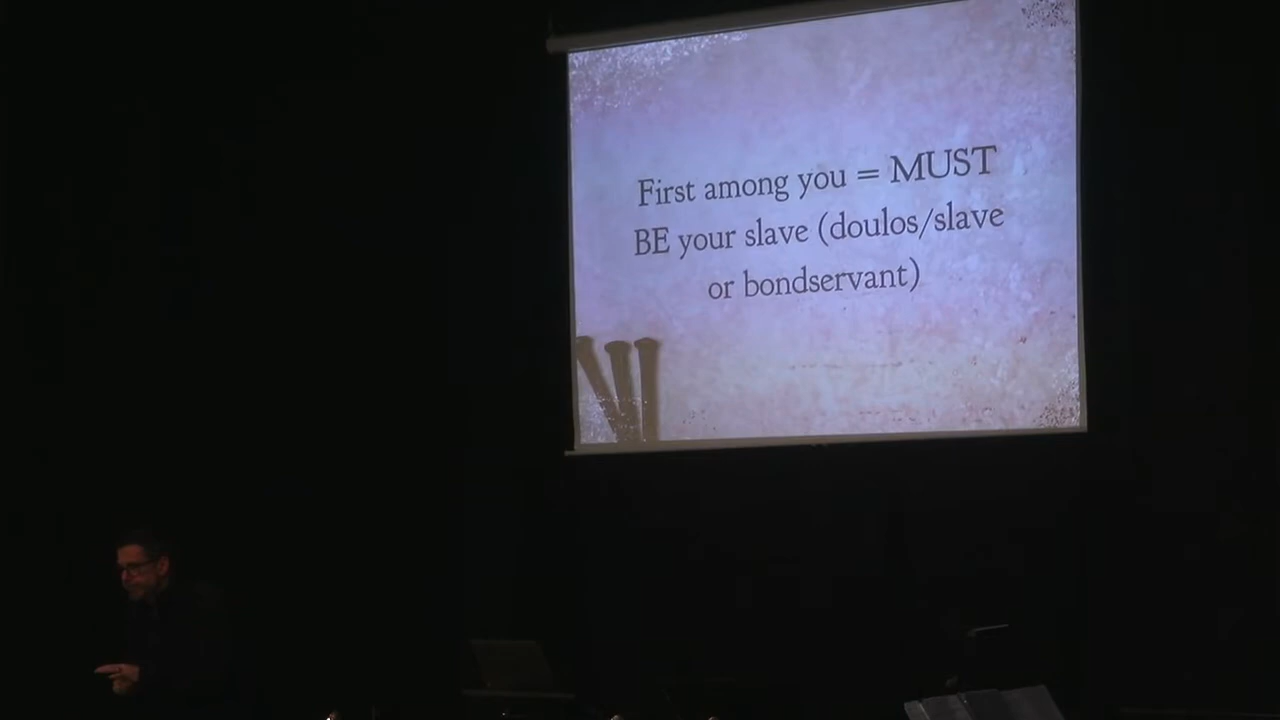 First among you = MUST
BE your slave (doulos/slave
or bondservant)